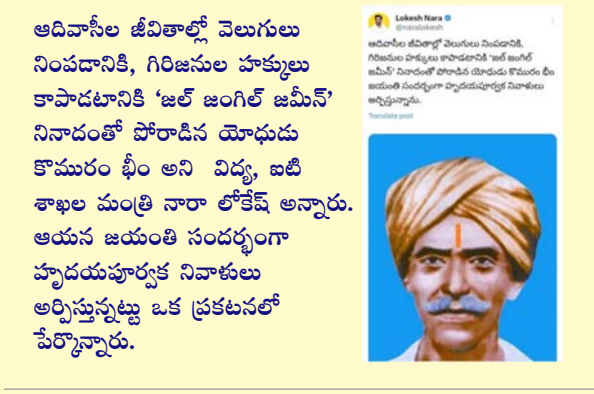 ఆదివాసీల జీవితాల్లో వెలుగులు
నింపడానికి, గిరిజనుల హక్కులు
కాపాడటానికి ‘జల్ జంగిల్ జమీన్’
నినాదంతో పోరాడిన యోధుడు
కొమురం భీం అని విద్య, ఐటి
శాఖల మంత్రి నారా లోకేష్ అన్నారు.
ఆయన జయంతి సందర్భంగా
హృదయపూర్వక నివాళులు
అర్పిస్తున్నట్టు ఒక ప్రకటనలో
పేర్కొన్నారు.
Lokesh Nara
@naralokesh
ఆదివాసీల జీవితాల్లో వెలుగులు నింపడానికి,
గిరిజనుల హక్కులు కాపాడటానికి ‘జల్ జంగిల్
జమీన్’ నినాదంతో పోరాడిన యోధుడు కొమురం భీం
జయంతి సందర్భంగా హృదయపూర్వక నివాళులు
అర్పిస్తున్నాను.
Translate post